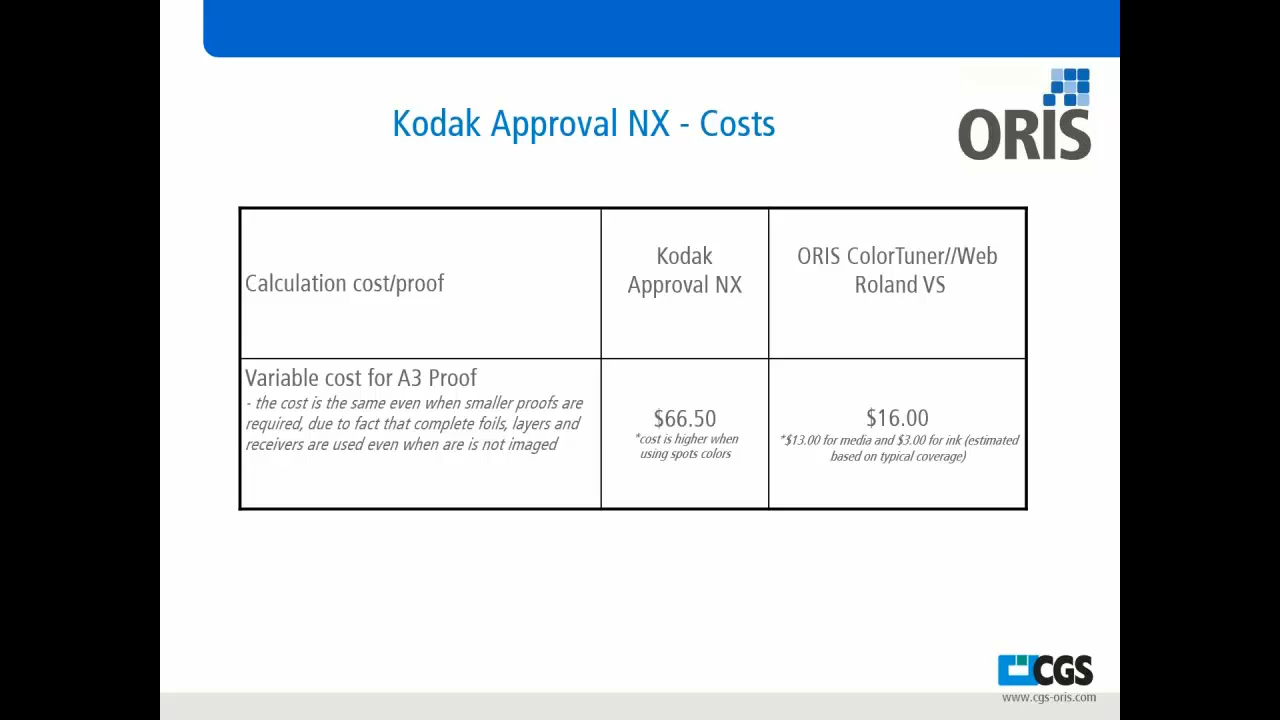 Kodak Approval NX - Costs
ORIS
Calculation cost/proof
Kodak
Approval NX
ORIS ColorTuner//Web
Roland VS
Variable cost for A3 Proof
- the cost is the same even when smaller proofs are
required, due to fact that complete foils, layers and
receivers are used even when are is not imaged
$66.50
*cost is higher when
using spots colors
$16.00
*$13.00 for media and $3.00 for ink (estimated
based on typical coverage)
CGS
www.cgs-oris.com